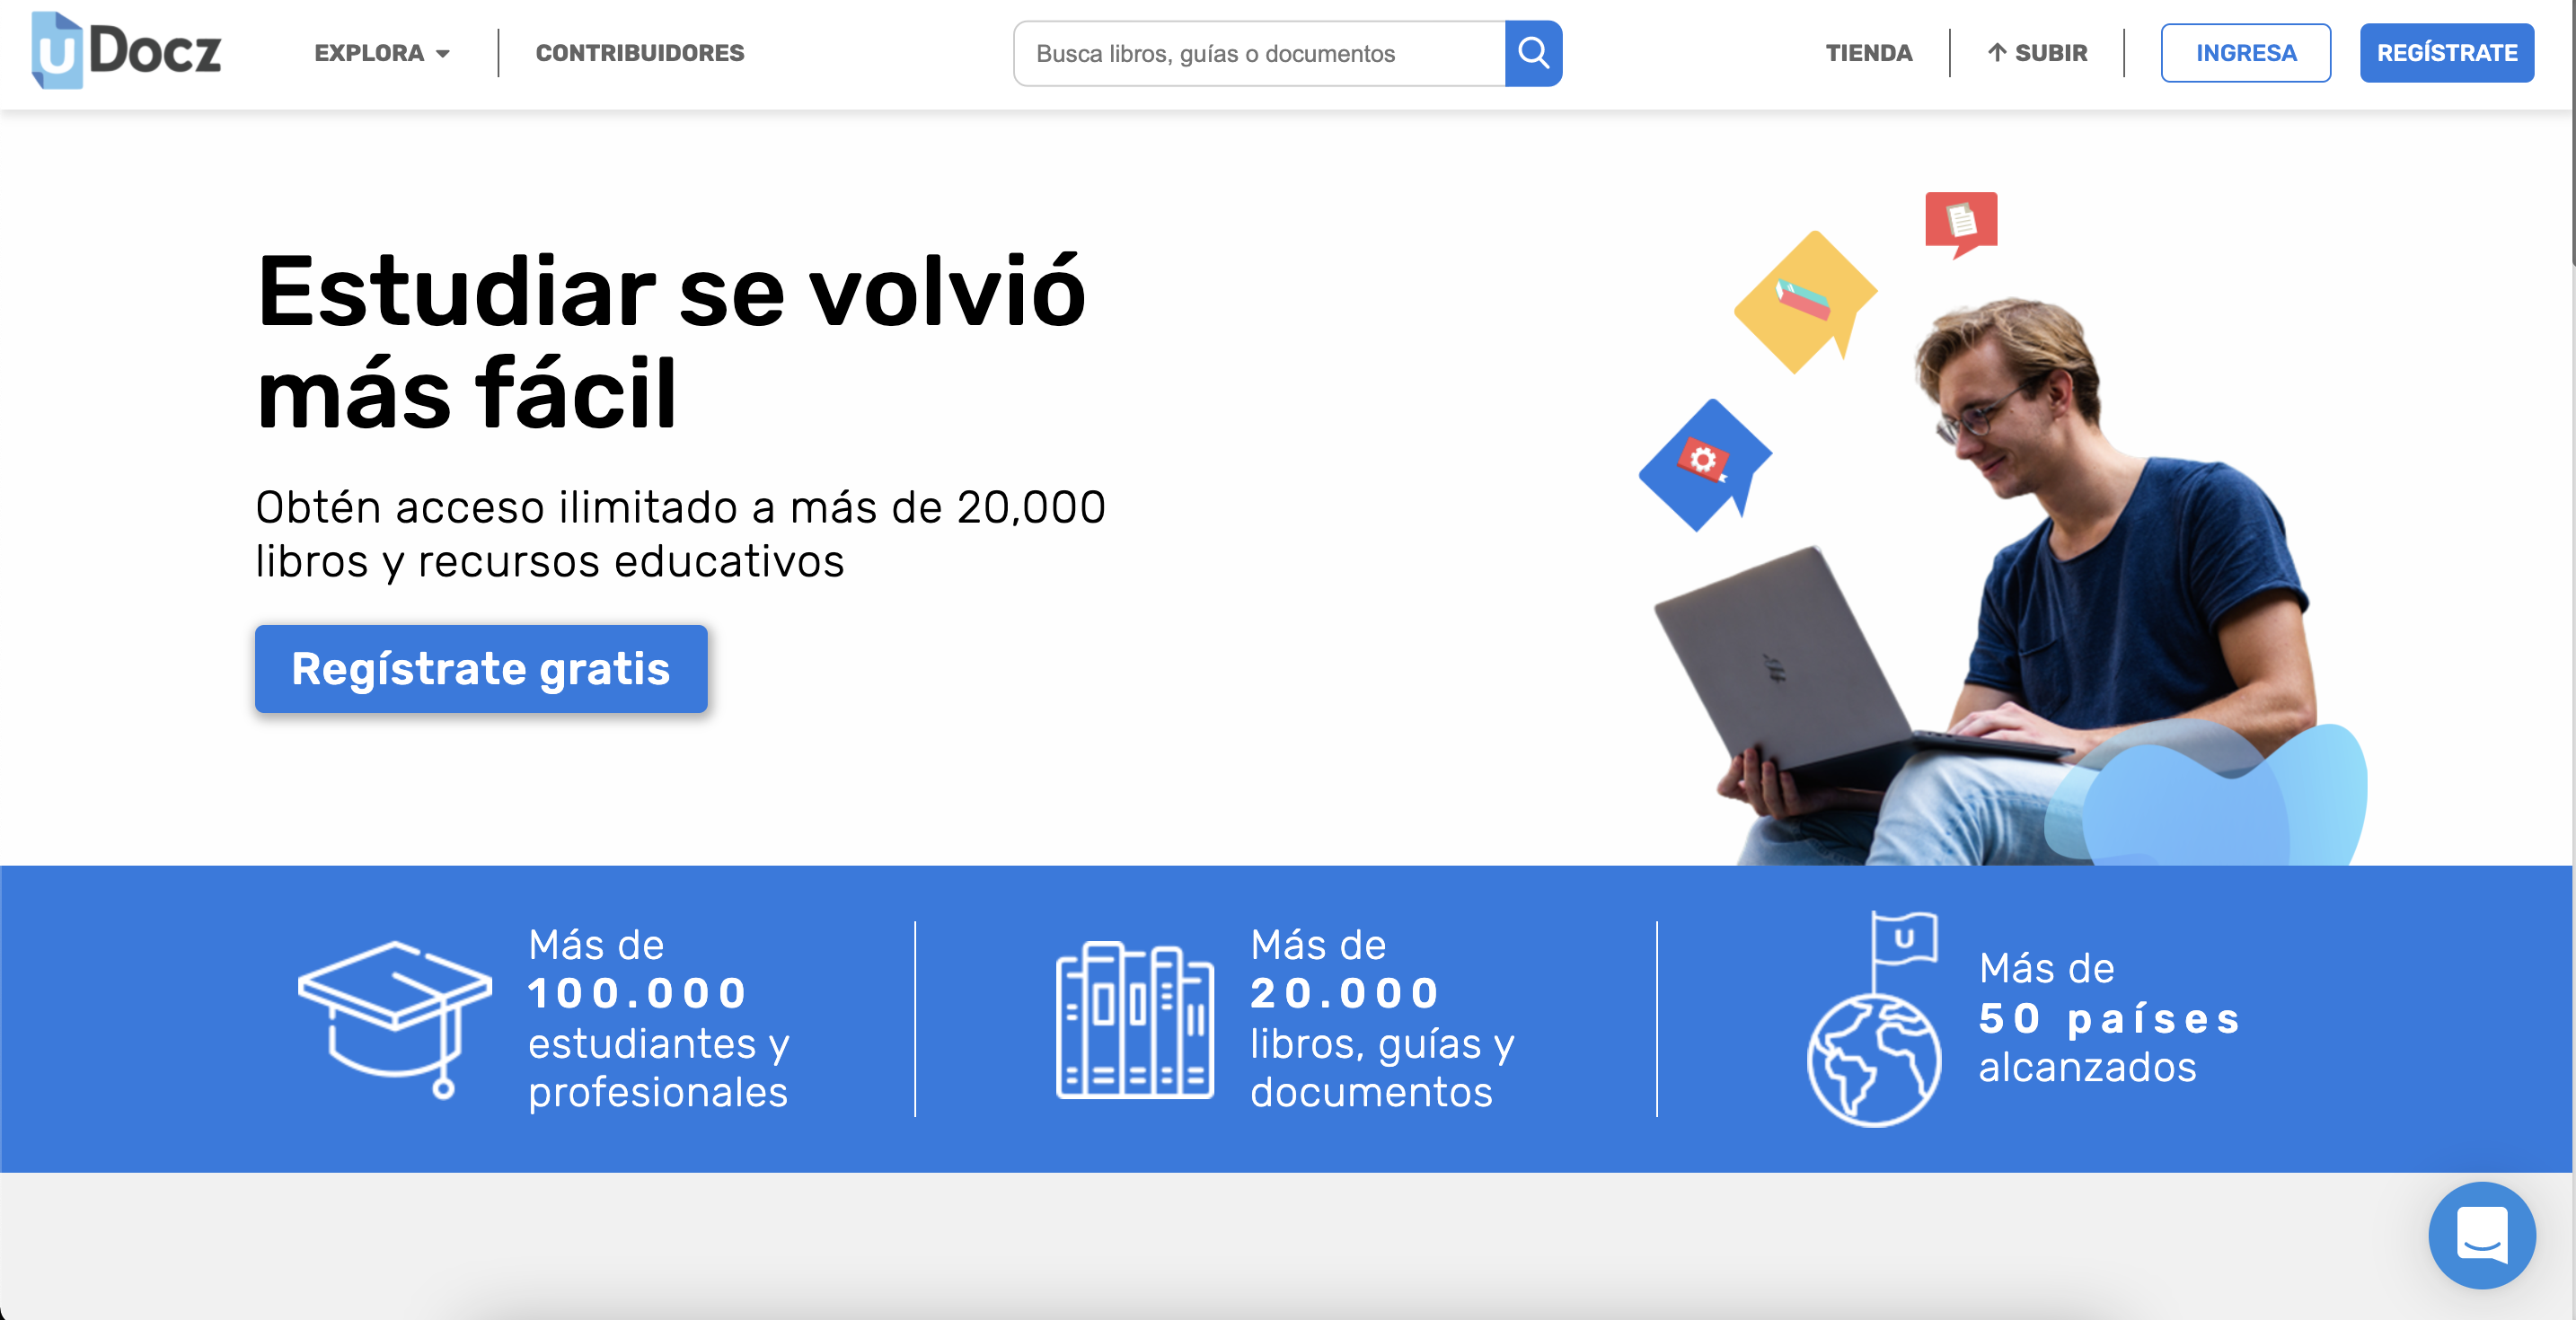 uDocz
EXPLORA
CONTRIBUIDORES
Busca libros, guías o documentos
TIENDA
SUBIR
INGRESA
REGÍSTRATE
Estudiar se volvió
más fácil
Obtén acceso ilimitado a más de 20,000
libros y recursos educativos
Regístrate gratis
Más de
100.000
estudiantes y
profesionales
Más de
20.000
libros, guías y
documentos
U
Más de
50 países
alcanzados